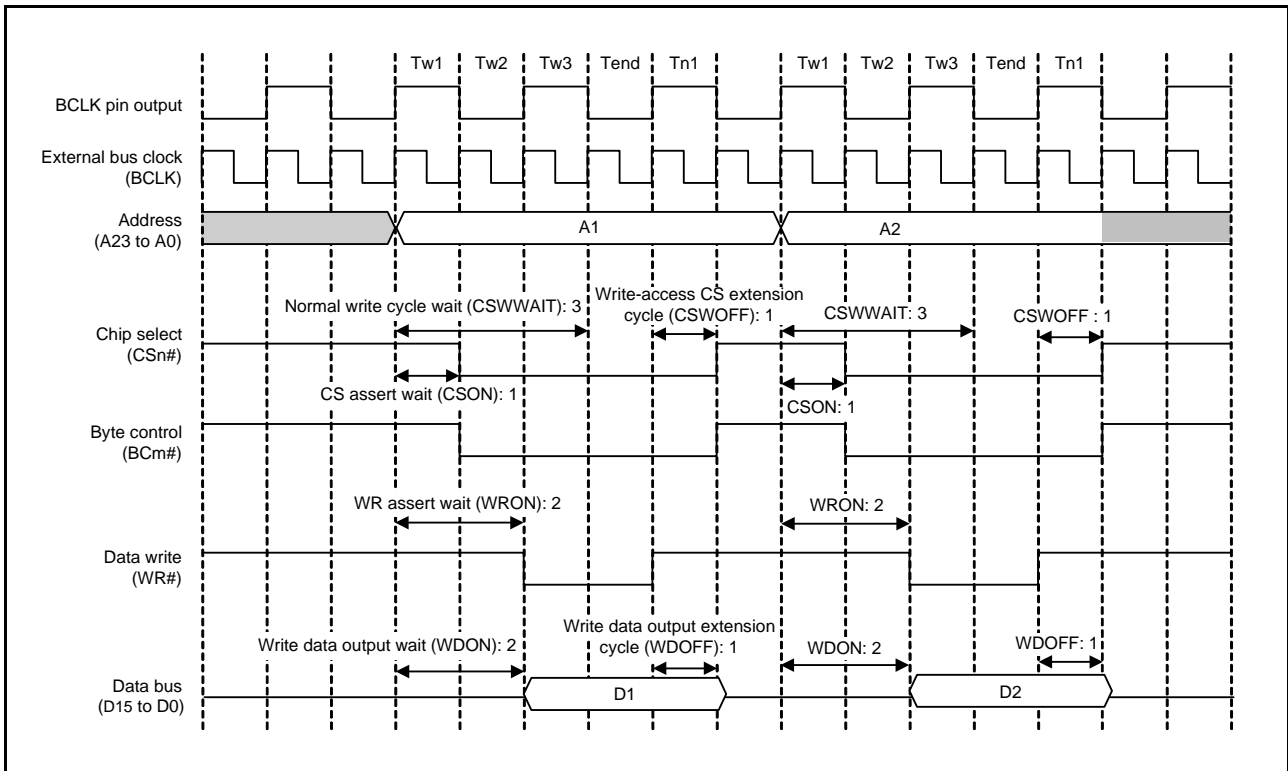 Tw1 Tw2 Tw3 Tend Tn1 Tw1 Tw2 Tw3 Tend Tn1
BCLK pin output
External bus clock
(BCLK)
Address
(A23 to A0)
A1
A2
Normal write cycle wait (CSWWAIT): 3
Write-access CS extension
cycle (CSWOFF): 1
CSWWAIT: 3
CSWOFF : 1
Chip select
(CSn#)
CS assert wait (CSON): 1
CSON: 1
Byte control
(BCm#)
WR assert wait (WRON): 2
WRON: 2
Data write
(WR#)
Write data output wait (WDON): 2
Write data output extension
cycle (WDOFF): 1
WDON: 2
WDOFF: 1
Data bus
(D15 to D0)
D1
D2